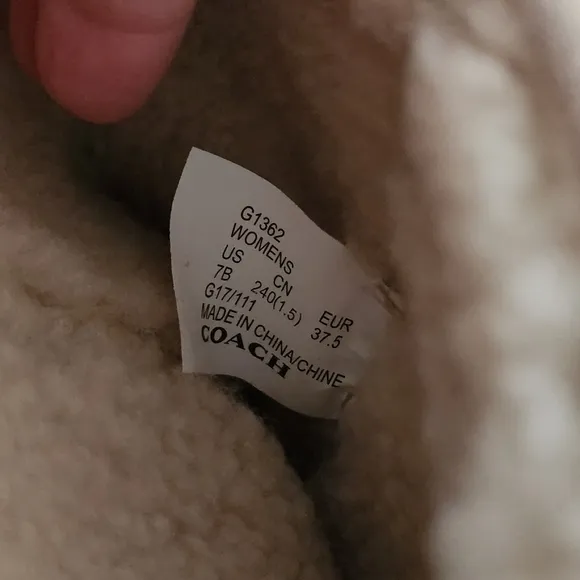 G1362
WOMENS
US CN EUR
7B 240(1.5) 37.5
G17/111
MADE IN CHINA/CHINE
COACH